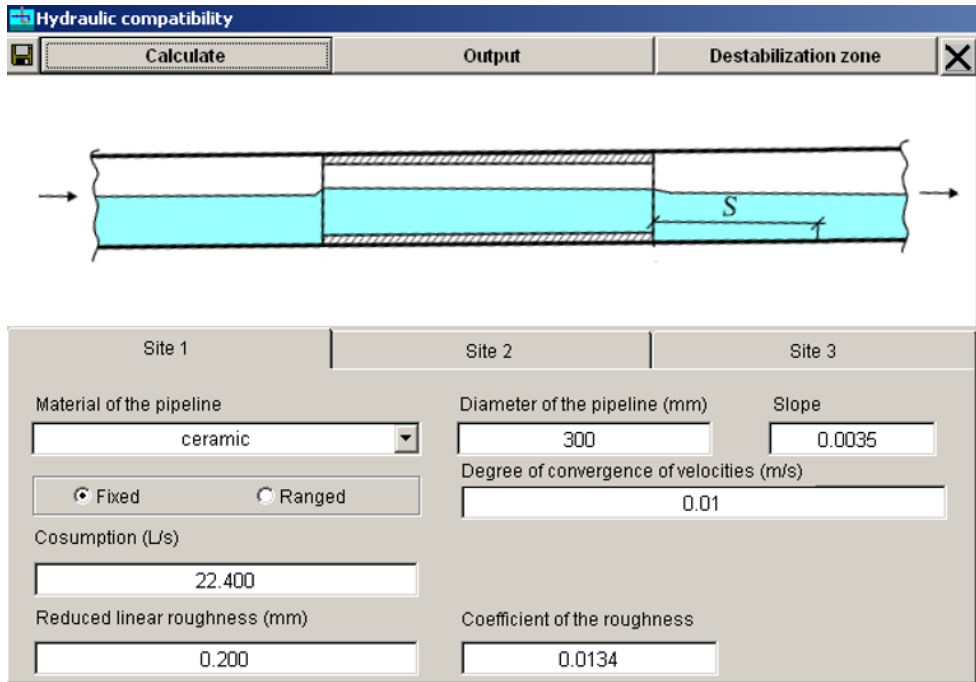 Hydraulic compatibility
Calculate Output Destabilization zone
S
Site 1 Site 2 Site 3
Material of the pipeline Diameter of the pipeline (mm) Slope
ceramic 300 0.0035
Degree of convergence of velocities (m/s)
Fixed Ranged 0.01
Cosumption (L/s)
22.400
Reduced linear roughness (mm) Coefficient of the roughness
0.200 0.0134